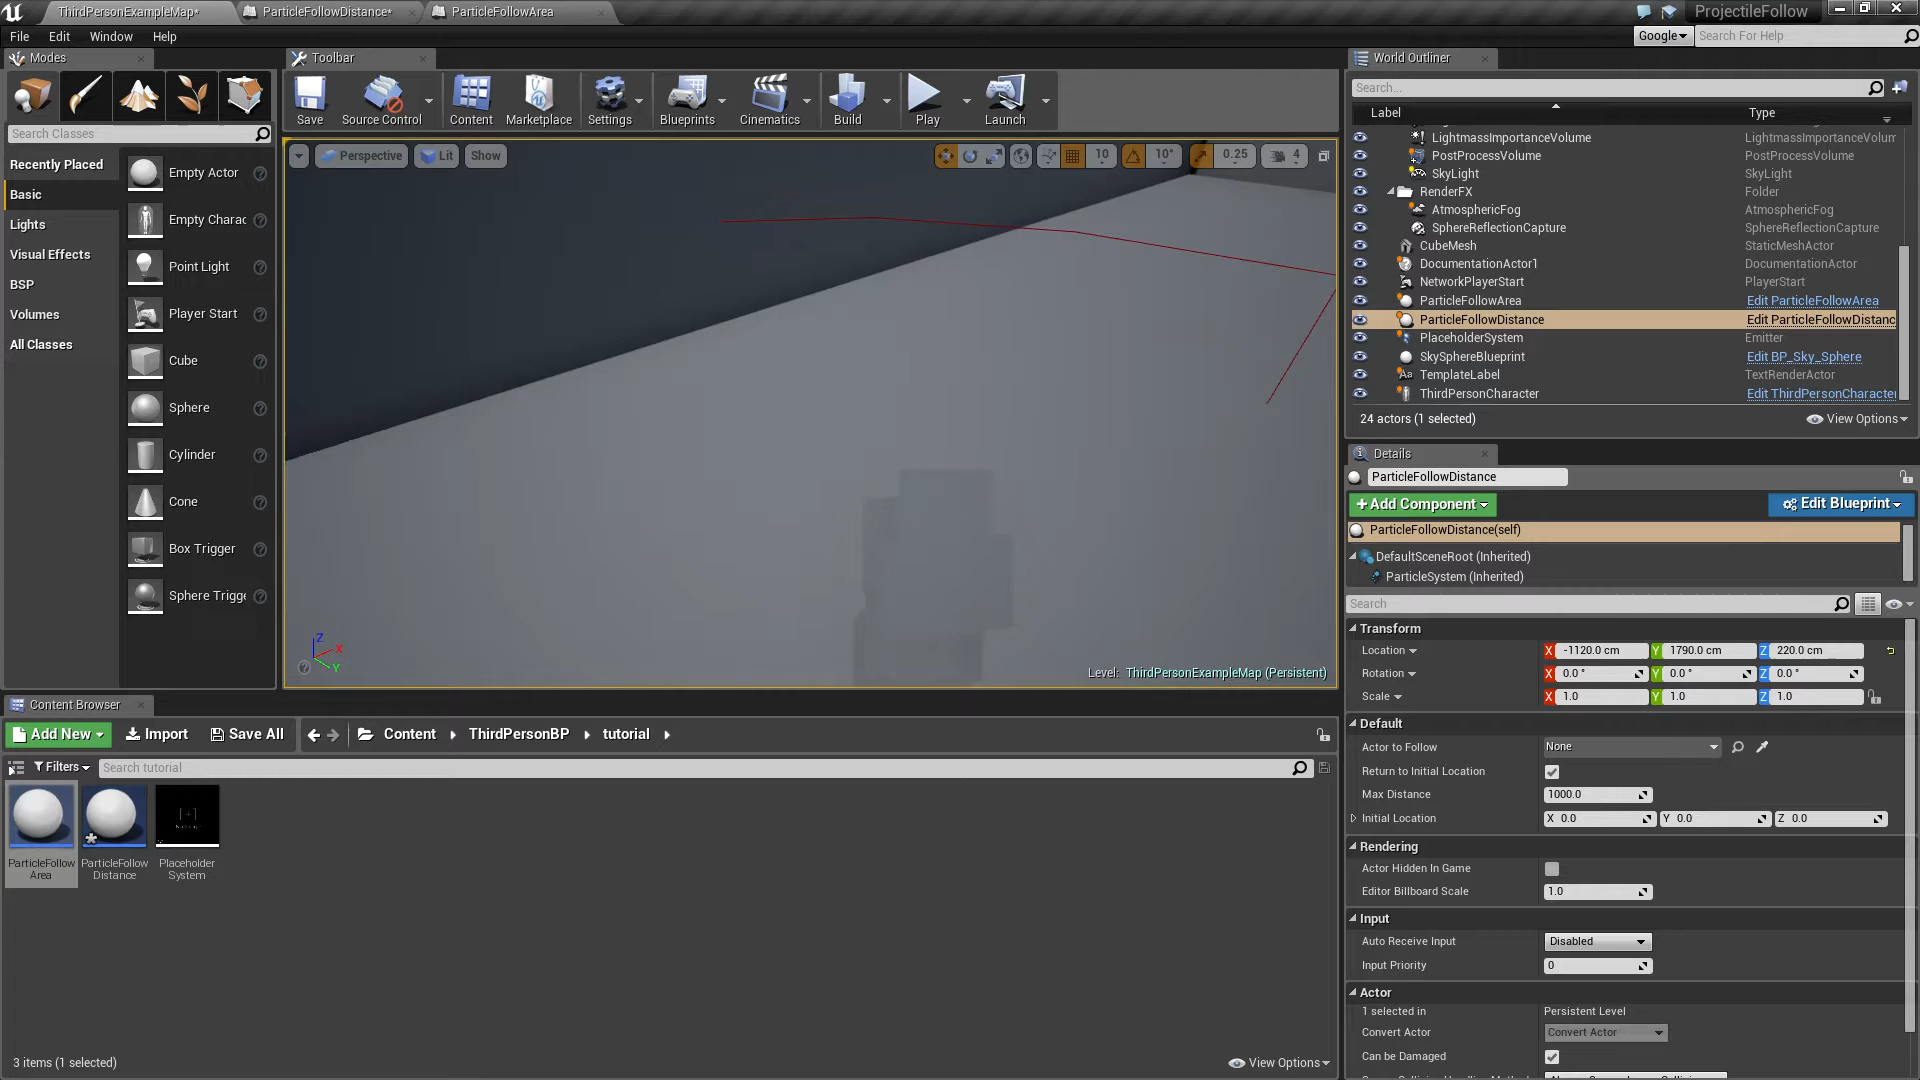 ThirdPersonExampleMap*
ParticleFollowDistance*
ParticleFollowArea
ProjectileFollow
File
Edit
Window
Help
Google
Search For Help
Modes
Toolbar
World Outliner
Save
Source Control
Content
Marketplace
Settings
Blueprints
Cinematics
Build
Play
Launch
Search...
Label
Type
Search Classes
Recently Placed
Basic
Lights
Visual Effects
BSP
Volumes
All Classes
Empty Actor
Empty Charac
Point Light
Player Start
Cube
Sphere
Cylinder
Cone
Box Trigger
Sphere Trigge
Perspective
Lit
Show
10
10°
0.25
4
Z
X
Y
Level: ThirdPersonExampleMap (Persistent)
LightmassImportanceVolume LightmassImportanceVolum
PostProcessVolume PostProcessVolume
SkyLight SkyLight
RenderFX Folder
AtmosphericFog AtmosphericFog
SphereReflectionCapture SphereReflectionCapture
CubeMesh StaticMeshActor
DocumentationActor1 DocumentationActor
NetworkPlayerStart PlayerStart
ParticleFollowArea Edit ParticleFollowArea
ParticleFollowDistance Edit ParticleFollowDistanc
PlaceholderSystem Emitter
SkySphereBlueprint Edit BP_Sky_Sphere
TemplateLabel TextRenderActor
ThirdPersonCharacter Edit ThirdPersonCharacter
24 actors (1 selected)
View Options
Details
ParticleFollowDistance
+ Add Component
Edit Blueprint
ParticleFollowDistance(self)
DefaultSceneRoot (Inherited)
ParticleSystem (Inherited)
Search
Transform
Location X -1120.0 cm Y 1790.0 cm Z 220.0 cm
Rotation X 0.0 ° Y 0.0 ° Z 0.0 °
Scale X 1.0 Y 1.0 Z 1.0
Default
Actor to Follow None
Return to Initial Location
Max Distance 1000.0
Initial Location X 0.0 Y 0.0 Z 0.0
Rendering
Actor Hidden In Game
Editor Billboard Scale 1.0
Input
Auto Receive Input Disabled
Input Priority 0
Actor
1 selected in Persistent Level
Convert Actor Convert Actor
Can be Damaged
Content Browser
Add New
Import
Save All
Content
ThirdPersonBP
tutorial
Filters
Search tutorial
ParticleFollow
Area
ParticleFollow
Distance
Placeholder
System
3 items (1 selected)
View Options